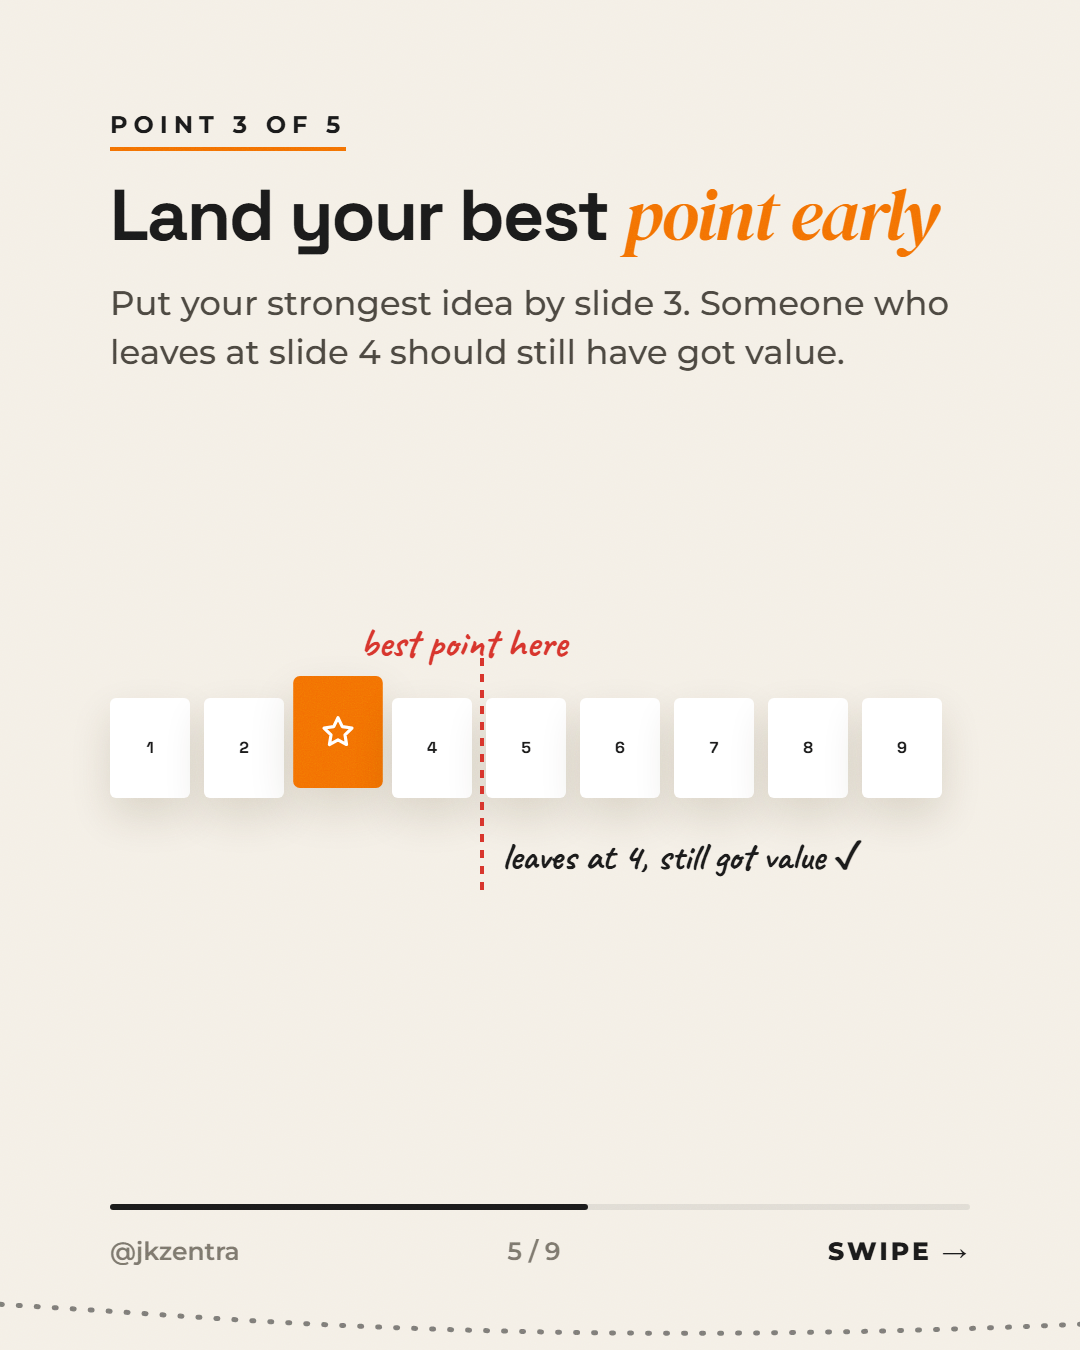 POINT 3 OF 5
Land your best point early
Put your strongest idea by slide 3. Someone who
leaves at slide 4 should still have got value.
best point here
1 2 4 5 6 7 8 9
leaves at 4, still got value ✓
@jkzentra 5 / 9 SWIPE →